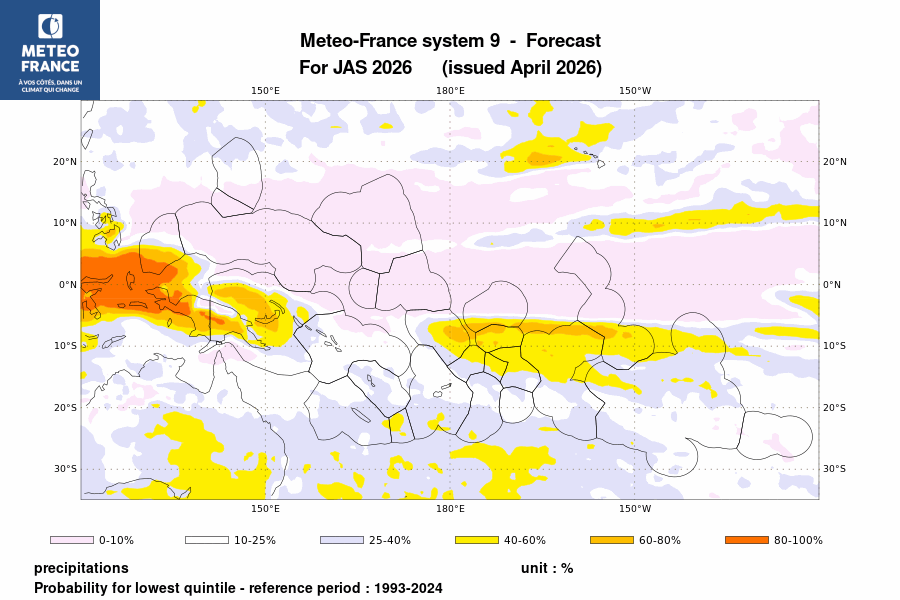 METEO
FRANCE
À VOS CÔTÉS, DANS UN
CLIMAT QUI CHANGE
Meteo-France system 9 - Forecast
For JAS 2026 (issued April 2026)
150°E 180°E 150°W
20°N 20°N
10°N 10°N
0°N 0°N
10°S 10°S
20°S 20°S
30°S 30°S
150°E 180°E 150°W
0-10% 10-25% 25-40% 40-60% 60-80% 80-100%
precipitations unit : %
Probability for lowest quintile - reference period : 1993-2024